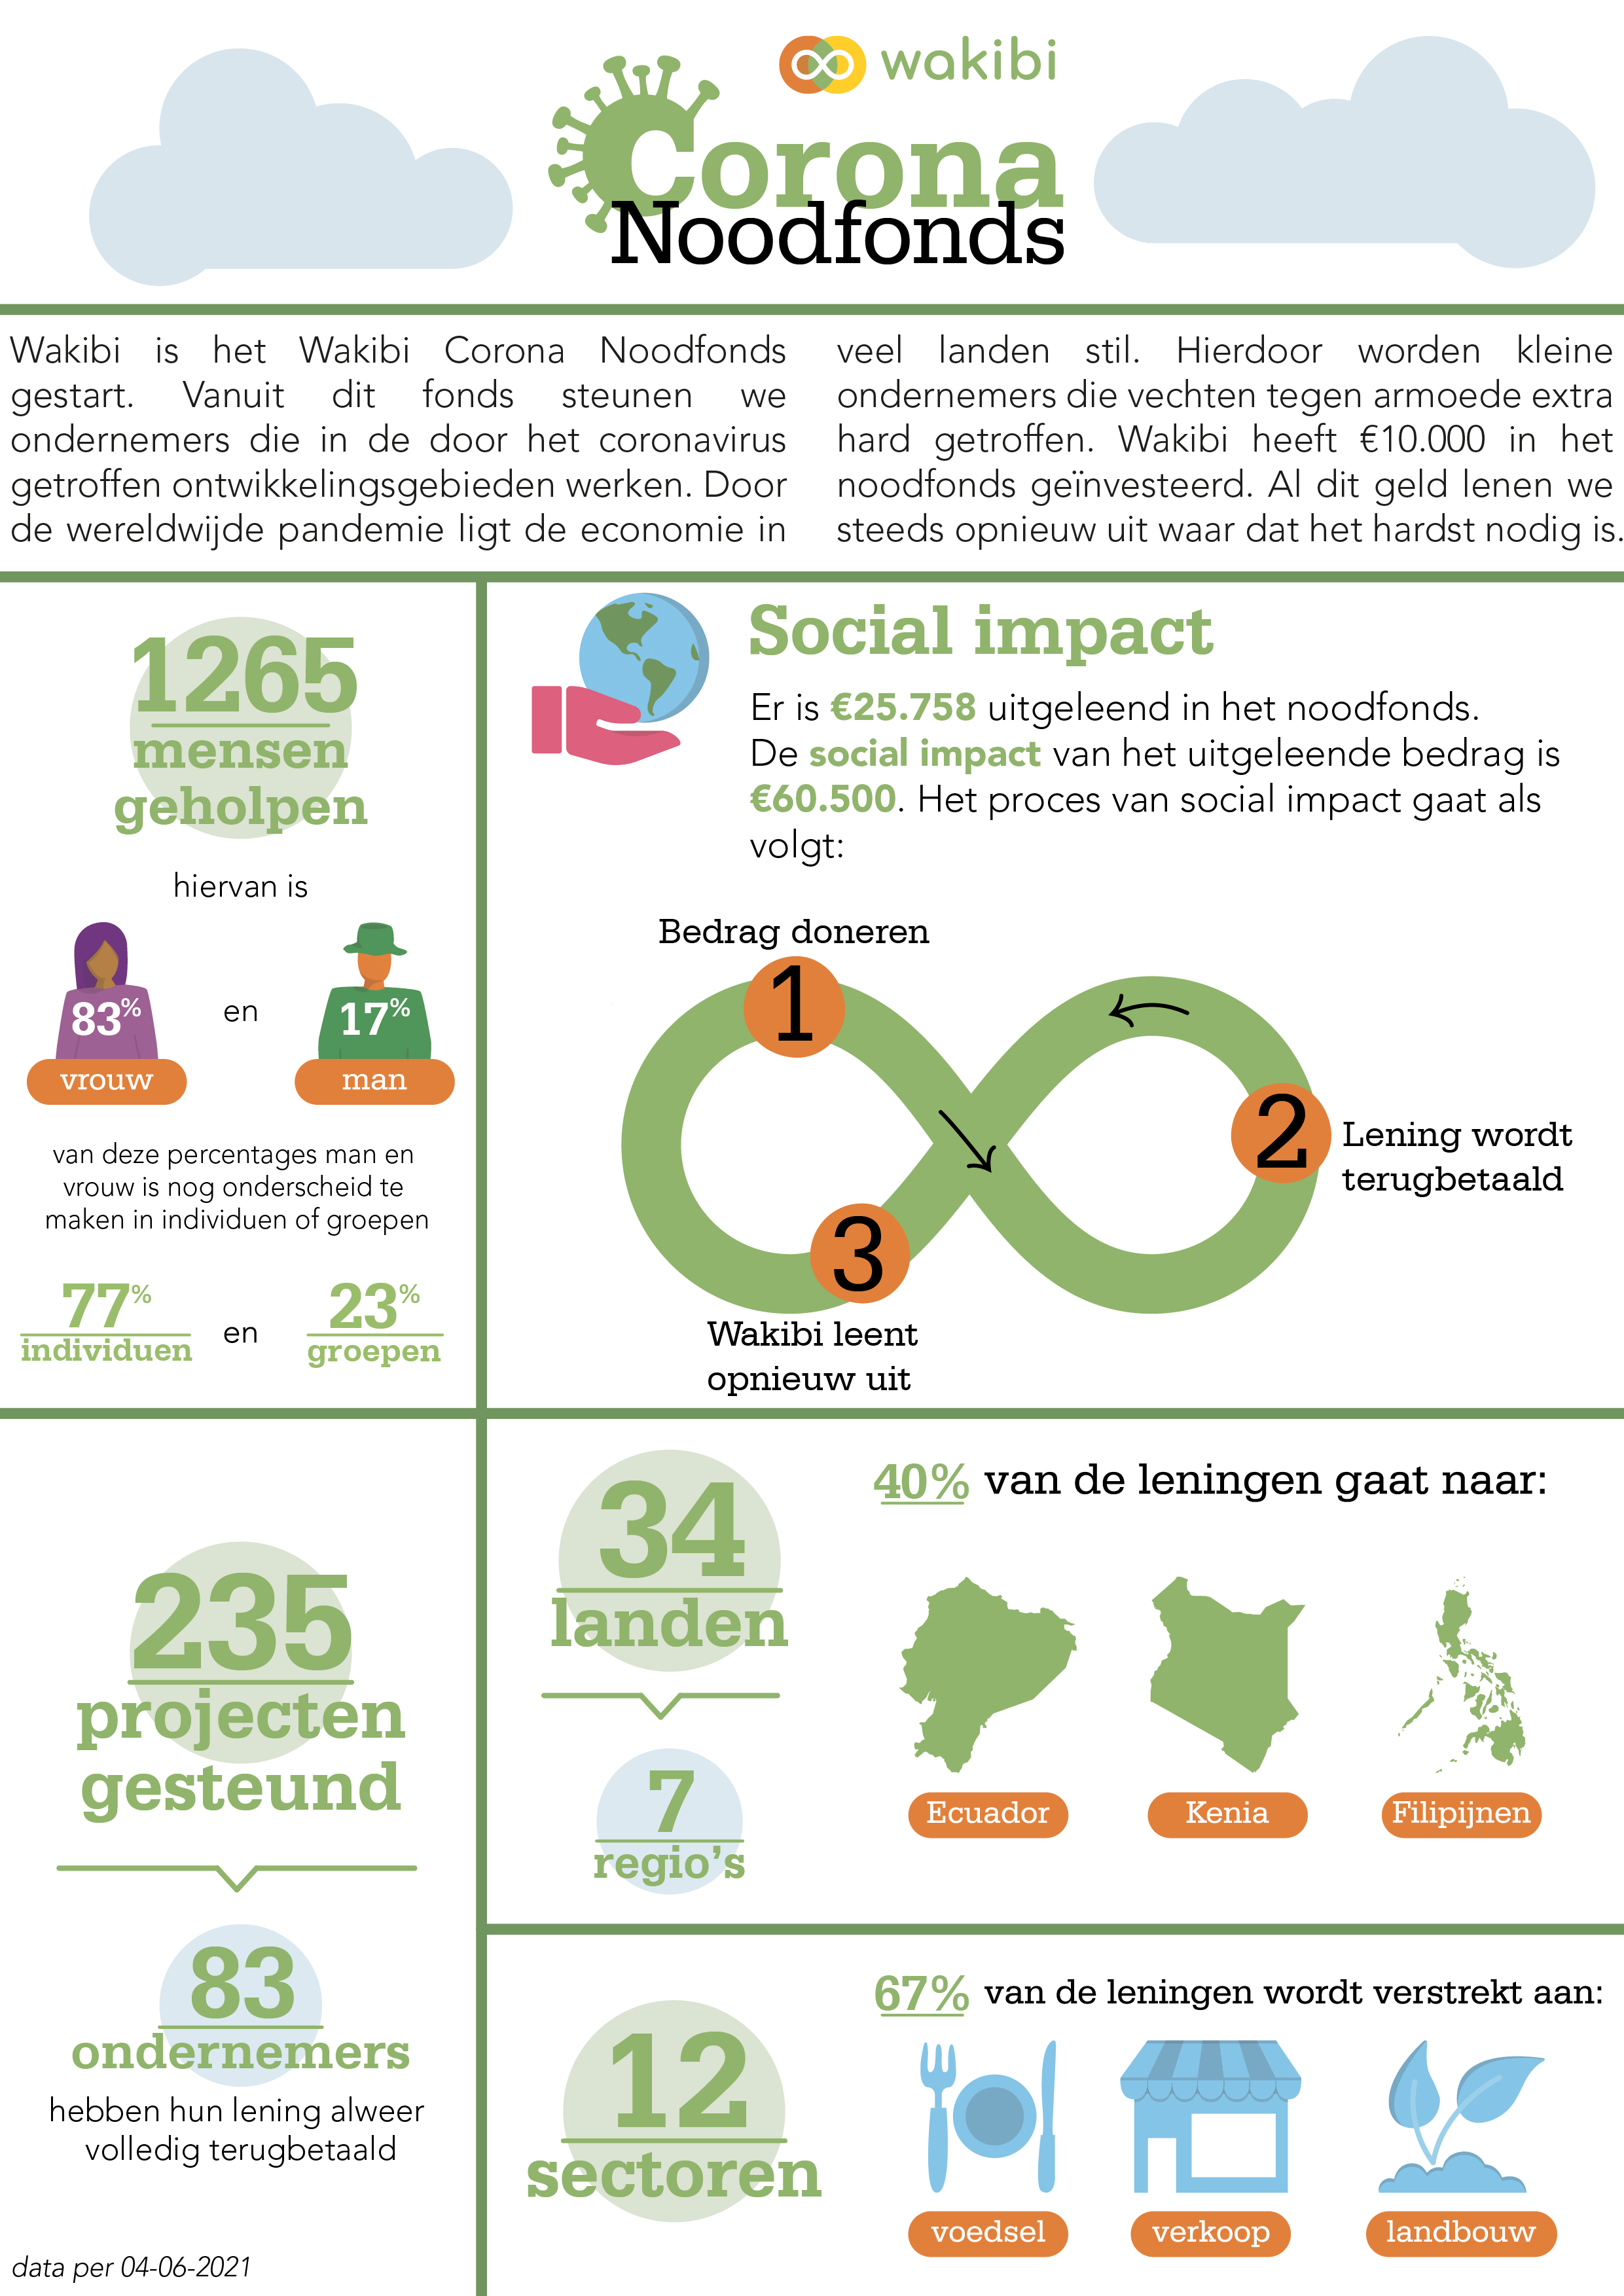 wakibi
Corona
Noodfonds
Wakibi is het Wakibi Corona Noodfonds
gestart. Vanuit dit fonds steunen we
ondernemers die in de door het coronavirus
getroffen ontwikkelingsgebieden werken. Door
de wereldwijde pandemie ligt de economie in
veel landen stil. Hierdoor worden kleine
ondernemers die vechten tegen armoede extra
hard getroffen. Wakibi heeft €10.000 in het
noodfonds geïnvesteerd. Al dit geld lenen we
steeds opnieuw uit waar dat het hardst nodig is.
1265
mensen
geholpen
hiervan is
83%
en
17%
vrouw
man
van deze percentages man en
vrouw is nog onderscheid te
maken in individuen of groepen
77%
individuen
en
23%
groepen
Social impact
Er is €25.758 uitgeleend in het noodfonds.
De social impact van het uitgeleende bedrag is
€60.500. Het proces van social impact gaat als
volgt:
Bedrag doneren
1
2
Lening wordt
terugbetaald
3
Wakibi leent
opnieuw uit
235
projecten
gesteund
83
ondernemers
hebben hun lening alweer
volledig terugbetaald
data per 04-06-2021
34
landen
7
regio's
40% van de leningen gaat naar:
Ecuador
Kenia
Filipijnen
12
sectoren
67% van de leningen wordt verstrekt aan:
voedsel
verkoop
landbouw